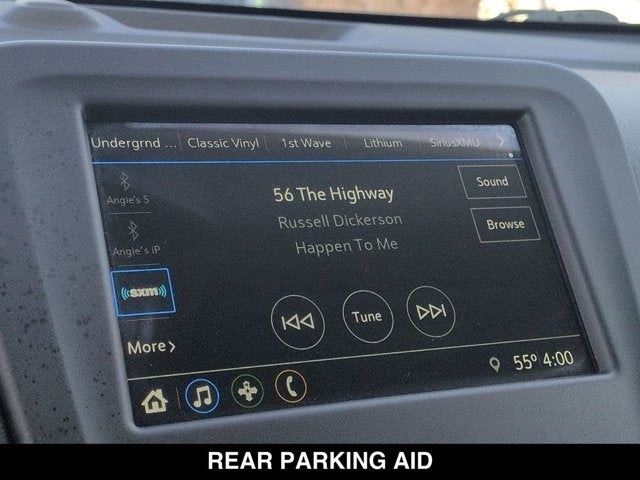 Undergrnd ... Classic Vinyl 1st Wave Lithium SiriusXMU
Angie's S
56 The Highway
Sound
Russell Dickerson
Browse
Angie's iP
Happen To Me
((sxm))
Tune
More >
55° 4:00
REAR PARKING AID